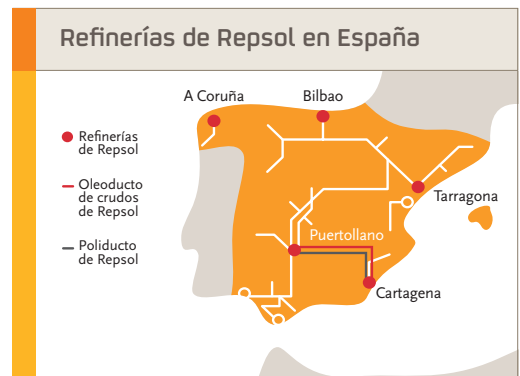 Refinerías de Repsol en España
A Coruña
Bilbao
Refinerías
de Repsol
Oleoducto
de crudos
de Repsol
Poliducto
de Repsol
Tarragona
Puertollano
Cartagena